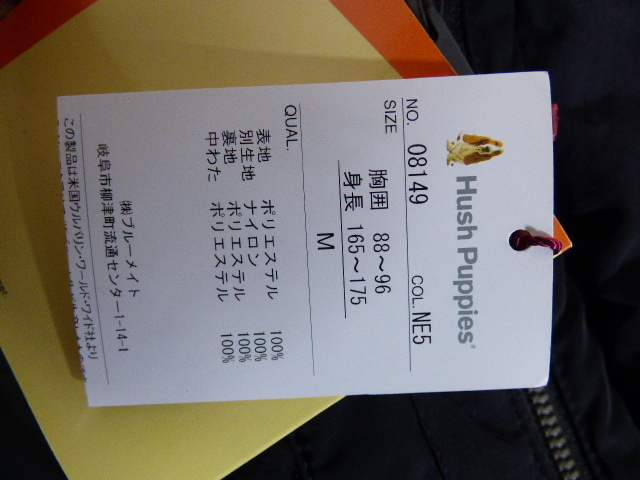 Hush Puppies®
NO. 08149 COL. NE5
SIZE
胸囲 88～96
身長 165～175
M
QUAL.
表地 ポリエステル 100%
別生地 ナイロン 100%
裏地 ポリエステル 100%
中わた ポリエステル 100%
㈱ブルーメイト
岐阜市柳津町流通センター1-14-1
この製品は米国ウルバリン・ワールド・ワイド社より